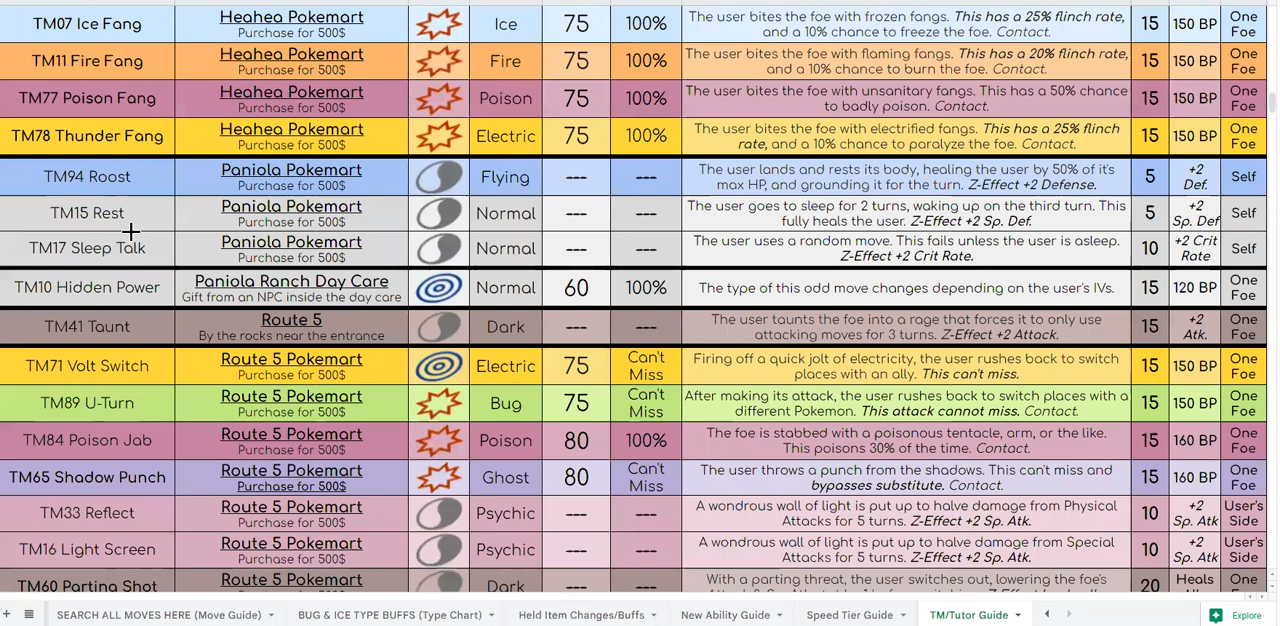 TM07 Ice Fang Heahea Pokemart Purchase for 500$ Ice 75 100% The user bites the foe with frozen fangs. This has a 25% flinch rate, and a 10% chance to freeze the foe. Contact. 15 150 BP One Foe
TM11 Fire Fang Heahea Pokemart Purchase for 500$ Fire 75 100% The user bites the foe with flaming fangs. This has a 20% flinch rate, and a 10% chance to burn the foe. Contact. 15 150 BP One Foe
TM77 Poison Fang Heahea Pokemart Purchase for 500$ Poison 75 100% The user bites the foe with unsanitary fangs. This has a 50% chance to badly poison. Contact. 15 150 BP One Foe
TM78 Thunder Fang Heahea Pokemart Purchase for 500$ Electric 75 100% The user bites the foe with electrified fangs. This has a 25% flinch rate, and a 10% chance to paralyze the foe. Contact. 15 150 BP One Foe
TM94 Roost Paniola Pokemart Purchase for 500$ Flying --- --- The user lands and rests its body, healing the user by 50% of it's max HP, and grounding it for the turn. Z-Effect +2 Defense. 5 +2 Def. Self
TM15 Rest Paniola Pokemart Purchase for 500$ Normal --- --- The user goes to sleep for 2 turns, waking up on the third turn. This fully heals the user. Z-Effect +2 Sp. Def. 5 +2 Sp. Def Self
TM17 Sleep Talk Paniola Pokemart Purchase for 500$ Normal --- --- The user uses a random move. This fails unless the user is asleep. Z-Effect +2 Crit Rate. 10 +2 Crit Rate Self
TM10 Hidden Power Paniola Ranch Day Care Gift from an NPC inside the day care Normal 60 100% The type of this odd move changes depending on the user's IVs. 15 120 BP One Foe
TM41 Taunt Route 5 By the rocks near the entrance Dark --- --- The user taunts the foe into a rage that forces it to only use attacking moves for 3 turns. Z-Effect +2 Attack. 15 +2 Atk. One Foe
TM71 Volt Switch Route 5 Pokemart Purchase for 500$ Electric 75 Can't Miss Firing off a quick jolt of electricity, the user rushes back to switch places with an ally. This can't miss. 15 150 BP One Foe
TM89 U-Turn Route 5 Pokemart Purchase for 500$ Bug 75 Can't Miss After making its attack, the user rushes back to switch places with a different Pokemon. This attack cannot miss. Contact. 15 150 BP One Foe
TM84 Poison Jab Route 5 Pokemart Purchase for 500$ Poison 80 100% The foe is stabbed with a poisonous tentacle, arm, or the like. This poisons 30% of the time. Contact. 15 160 BP One Foe
TM65 Shadow Punch Route 5 Pokemart Purchase for 500$ Ghost 80 Can't Miss The user throws a punch from the shadows. This can't miss and bypasses substitute. Contact. 15 160 BP One Foe
TM33 Reflect Route 5 Pokemart Purchase for 500$ Psychic --- --- A wondrous wall of light is put up to halve damage from Physical Attacks for 5 turns. Z-Effect +2 Sp. Atk. 10 +2 Sp. Atk User's Side
TM16 Light Screen Route 5 Pokemart Purchase for 500$ Psychic --- --- A wondrous wall of light is put up to halve damage from Special Attacks for 5 turns. Z-Effect +2 Sp. Atk. 10 +2 Sp. Atk User's Side
TM60 Parting Shot Route 5 Pokemart Dark With a parting threat, the user switches out, lowering the foe's 20 Heals One
+ SEARCH ALL MOVES HERE (Move Guide) BUG & ICE TYPE BUFFS (Type Chart) Held Item Changes/Buffs New Ability Guide Speed Tier Guide TM/Tutor Guide Explore